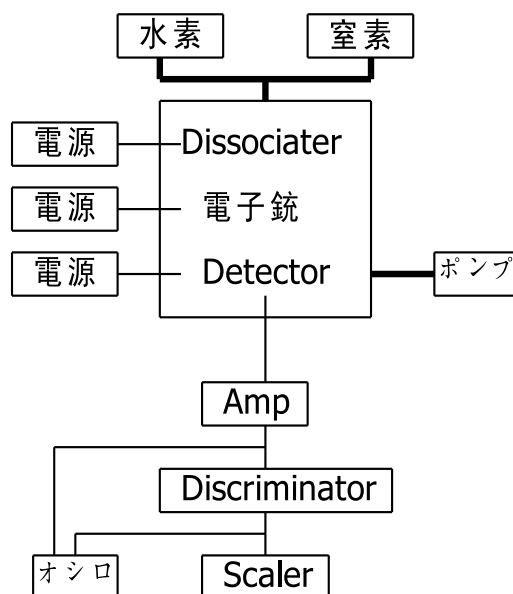 水素
窒素
電源
Dissociater
電源
電子銃
電源
Detector
ポンプ
Amp
Discriminator
オシロ
Scaler